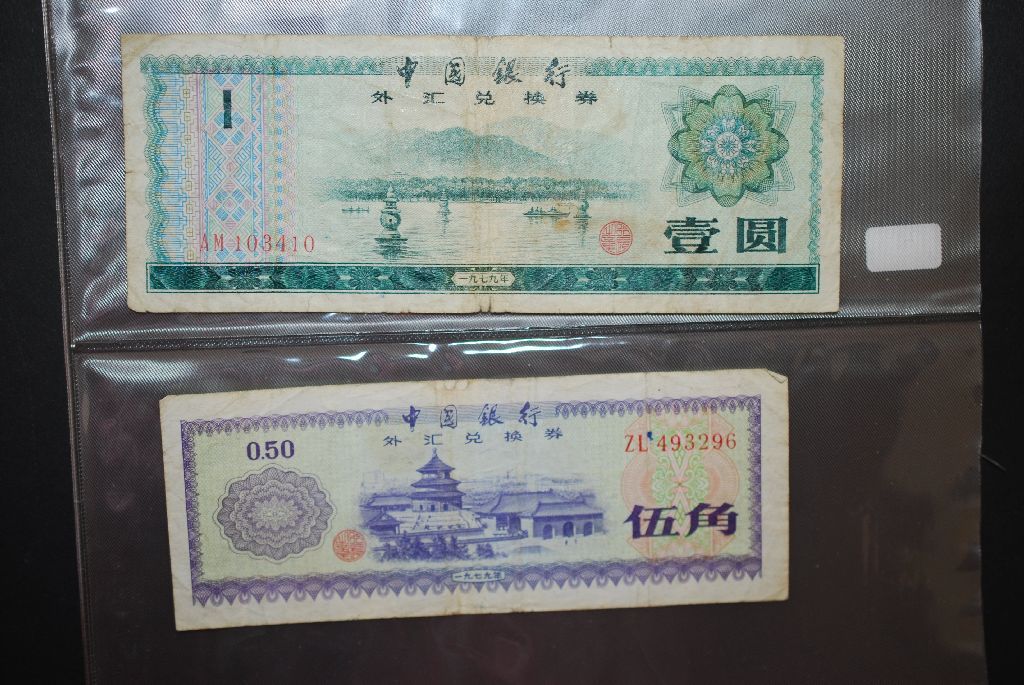 中国银行
外汇兑换券
1
AM 103410
壹圆
一九七九年
中国银行
外汇兑换券
0.50
ZL 493296
伍角
一九七九年